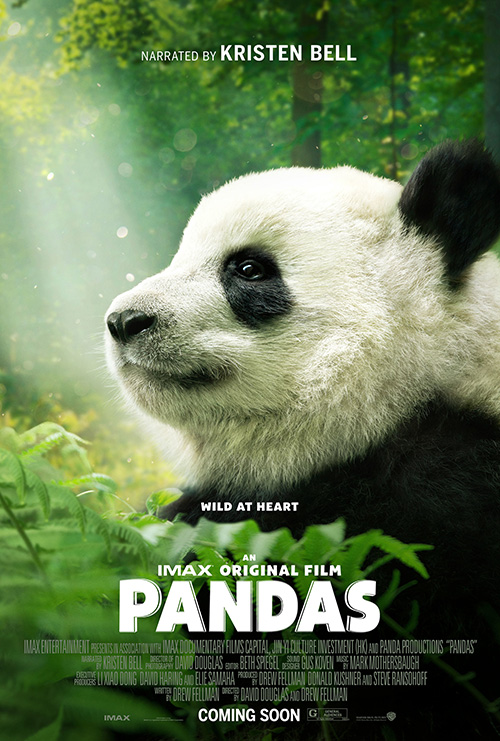 NARRATED BY KRISTEN BELL
WILD AT HEART
AN
IMAX ORIGINAL FILM
PANDAS
IMAX ENTERTAINMENT PRESENTS IN ASSOCIATION WITH IMAX DOCUMENTARY FILMS CAPITAL, JIN YI CULTURE INVESTMENT (HK) AND PANDA PRODUCTIONS "PANDAS"
NARRATED BY KRISTEN BELL DIRECTOR OF PHOTOGRAPHY DAVID DOUGLAS EDITOR BETH SPIEGEL SOUND DESIGNER GUS KOVEN MUSIC BY MARK MOTHERSBAUGH
EXECUTIVE PRODUCERS LI XIAO DONG DAVID HARING AND ELIE SAMAHA PRODUCED BY DREW FELLMAN DONALD KUSHNER AND STEVE RANSOHOFF
WRITTEN BY DREW FELLMAN DIRECTED BY DAVID DOUGLAS AND DREW FELLMAN
IMAX COMING SOON G GENERAL AUDIENCES